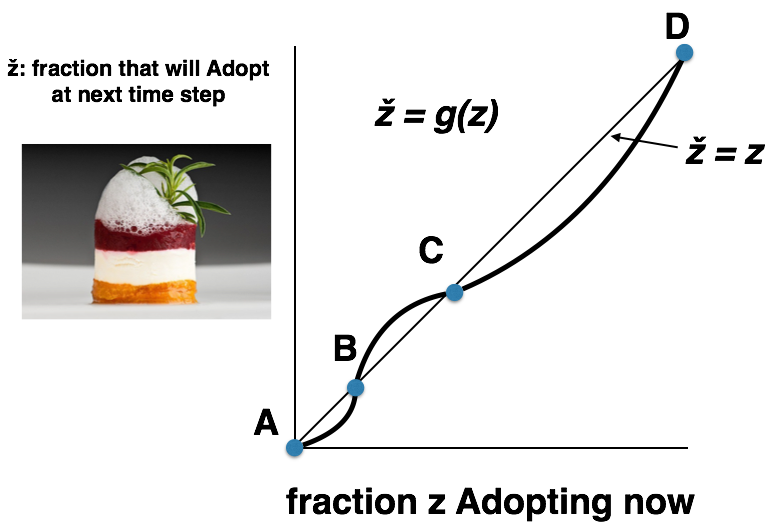 D
ž: fraction that will Adopt
at next time step
ž = g(z)
ž = z
C
B
A
fraction z Adopting now